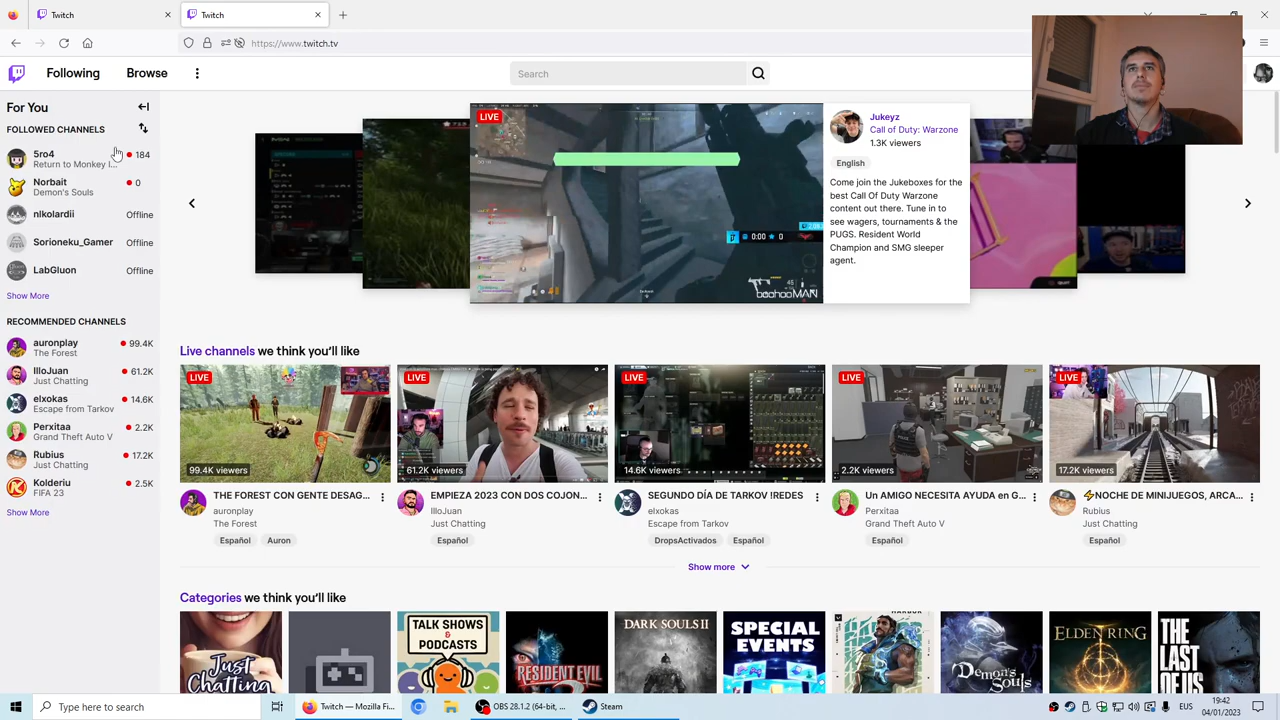 Twitch
Twitch
https://www.twitch.tv
Following
Browse
Search
For You
FOLLOWED CHANNELS
5ro4
184
Return to Monkey I...
Norbait
0
Demon's Souls
nlkolardii
Offline
Sorioneku_Gamer
Offline
LabGluon
Offline
Show More
RECOMMENDED CHANNELS
auronplay
99.4K
The Forest
IlloJuan
61.2K
Just Chatting
elxokas
14.6K
Escape from Tarkov
Perxitaa
2.2K
Grand Theft Auto V
Rubius
17.2K
Just Chatting
Kolderiu
2.5K
FIFA 23
Show More
LIVE
0:00
0
45
boohooMAN
Jukeyz
Call of Duty: Warzone
1.3K viewers
English
Come join the Jukeboxes for the
best Call Of Duty Warzone
content out there. Tune in to
see wagers, tournaments & the
PUGS. Resident World
Champion and SMG sleeper
agent.
Live channels we think you'll like
LIVE
99.4K viewers
THE FOREST CON GENTE DESAG...
auronplay
The Forest
Español
Auron
LIVE
61.2K viewers
EMPIEZA 2023 CON DOS COJON...
IlloJuan
Just Chatting
Español
LIVE
14.6K viewers
SEGUNDO DÍA DE TARKOV !REDES
elxokas
Escape from Tarkov
DropsActivados
Español
LIVE
2.2K viewers
Un AMIGO NECESITA AYUDA en G...
Perxitaa
Grand Theft Auto V
Español
LIVE
17.2K viewers
⚡NOCHE DE MINIJUEGOS, ARCA...
Rubius
Just Chatting
Español
Show more
Categories we think you'll like
Just
Chatting
TALK SHOWS
&
PODCASTS
RESIDENT EVIL
DARK SOULS II
SPECIAL
EVENTS
Demon's
Souls
ELDEN RING
THE
LAST
OF US
Type here to search
Twitch — Mozilla Fi...
OBS 28.1.2 (64-bit, ...
Steam
ENG
19:42
04/01/2023